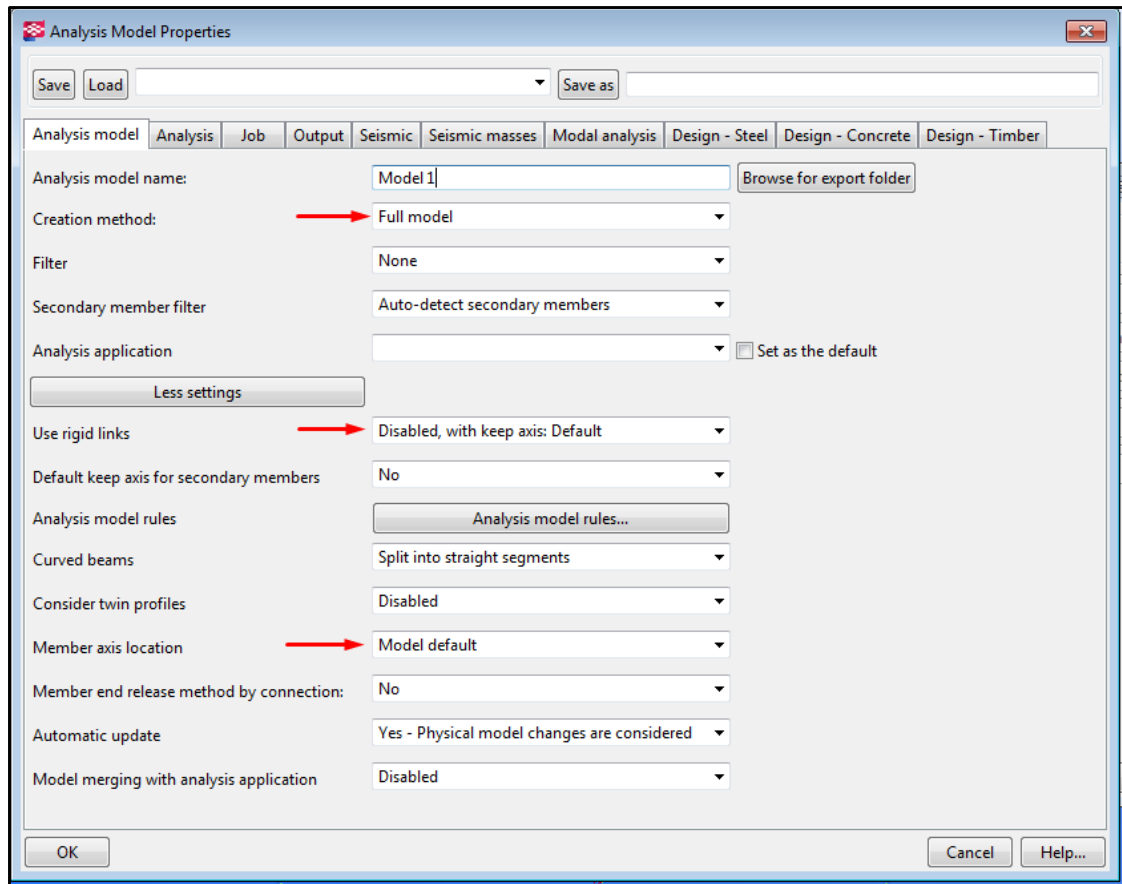 Analysis Model Properties
Save Load Save as
Analysis model Analysis Job Output Seismic Seismic masses Modal analysis Design - Steel Design - Concrete Design - Timber
Analysis model name: Model 1 Browse for export folder
Creation method: Full model
Filter None
Secondary member filter Auto-detect secondary members
Analysis application Set as the default
Less settings
Use rigid links Disabled, with keep axis: Default
Default keep axis for secondary members No
Analysis model rules Analysis model rules...
Curved beams Split into straight segments
Consider twin profiles Disabled
Member axis location Model default
Member end release method by connection: No
Automatic update Yes - Physical model changes are considered
Model merging with analysis application Disabled
OK Cancel Help...